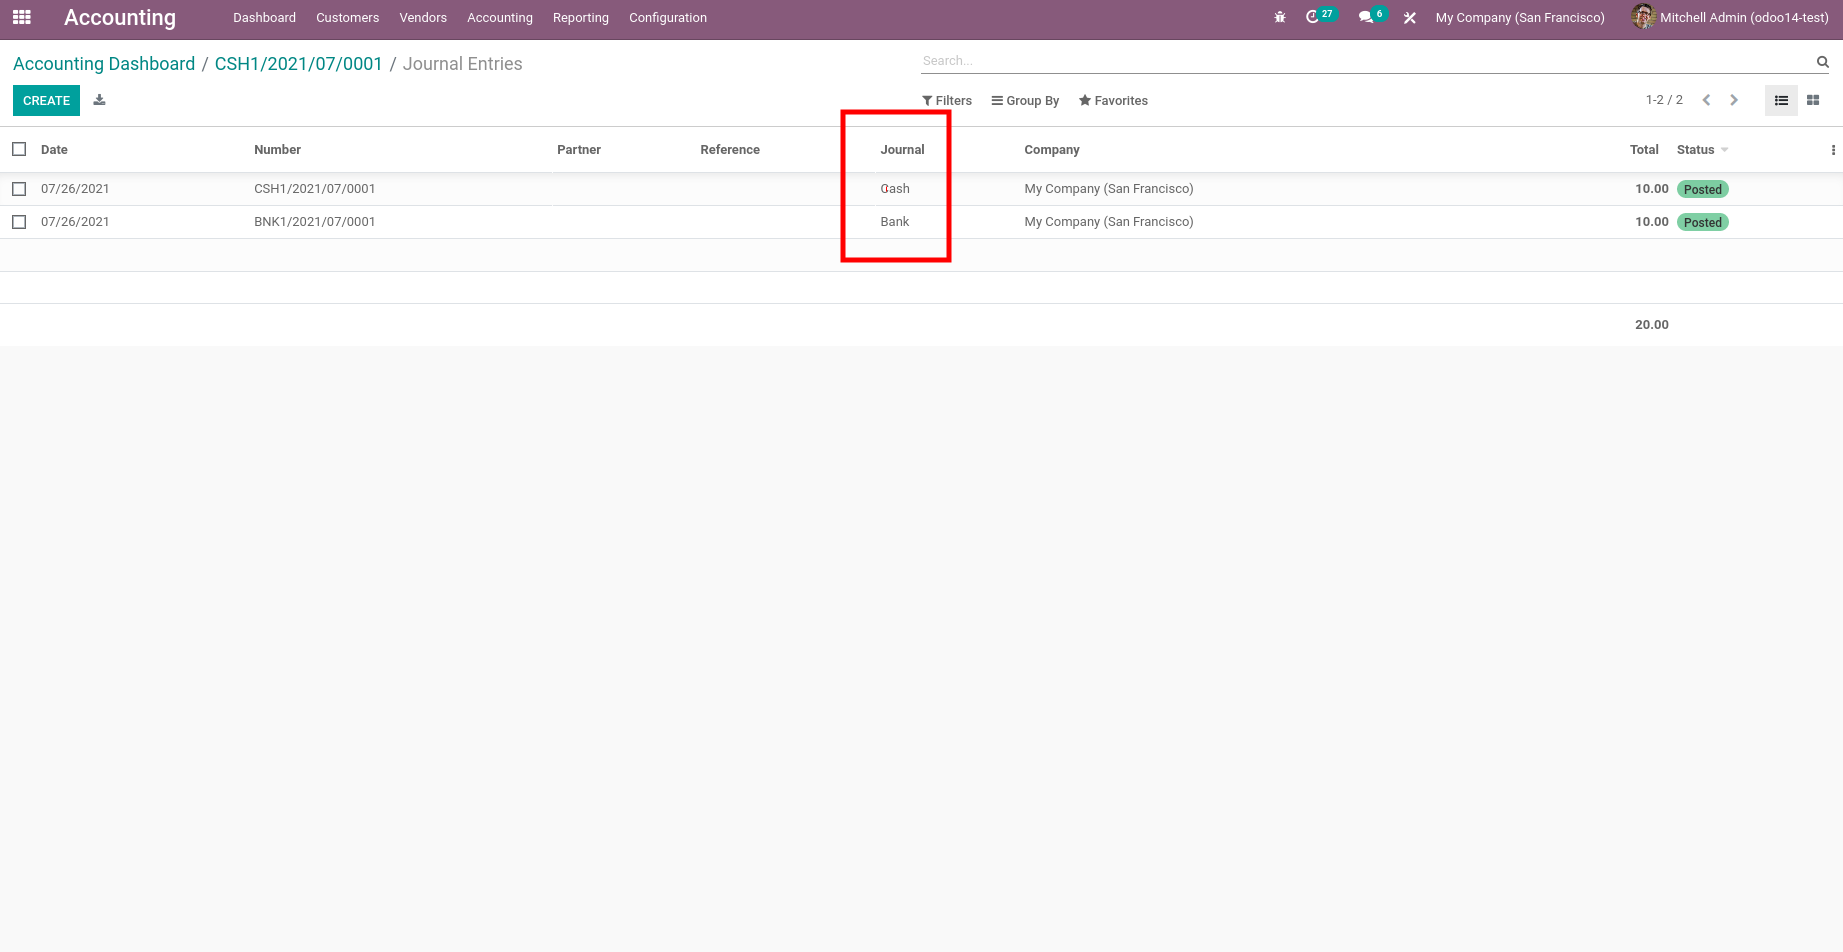 Accounting Dashboard Customers Vendors Accounting Reporting Configuration 27 6 My Company (San Francisco) Mitchell Admin (odoo14-test)
Accounting Dashboard / CSH1/2021/07/0001 / Journal Entries Search...
CREATE Filters Group By Favorites 1-2 / 2
Date Number Partner Reference Journal Company Total Status
07/26/2021 CSH1/2021/07/0001 Cash My Company (San Francisco) 10.00 Posted
07/26/2021 BNK1/2021/07/0001 Bank My Company (San Francisco) 10.00 Posted
20.00